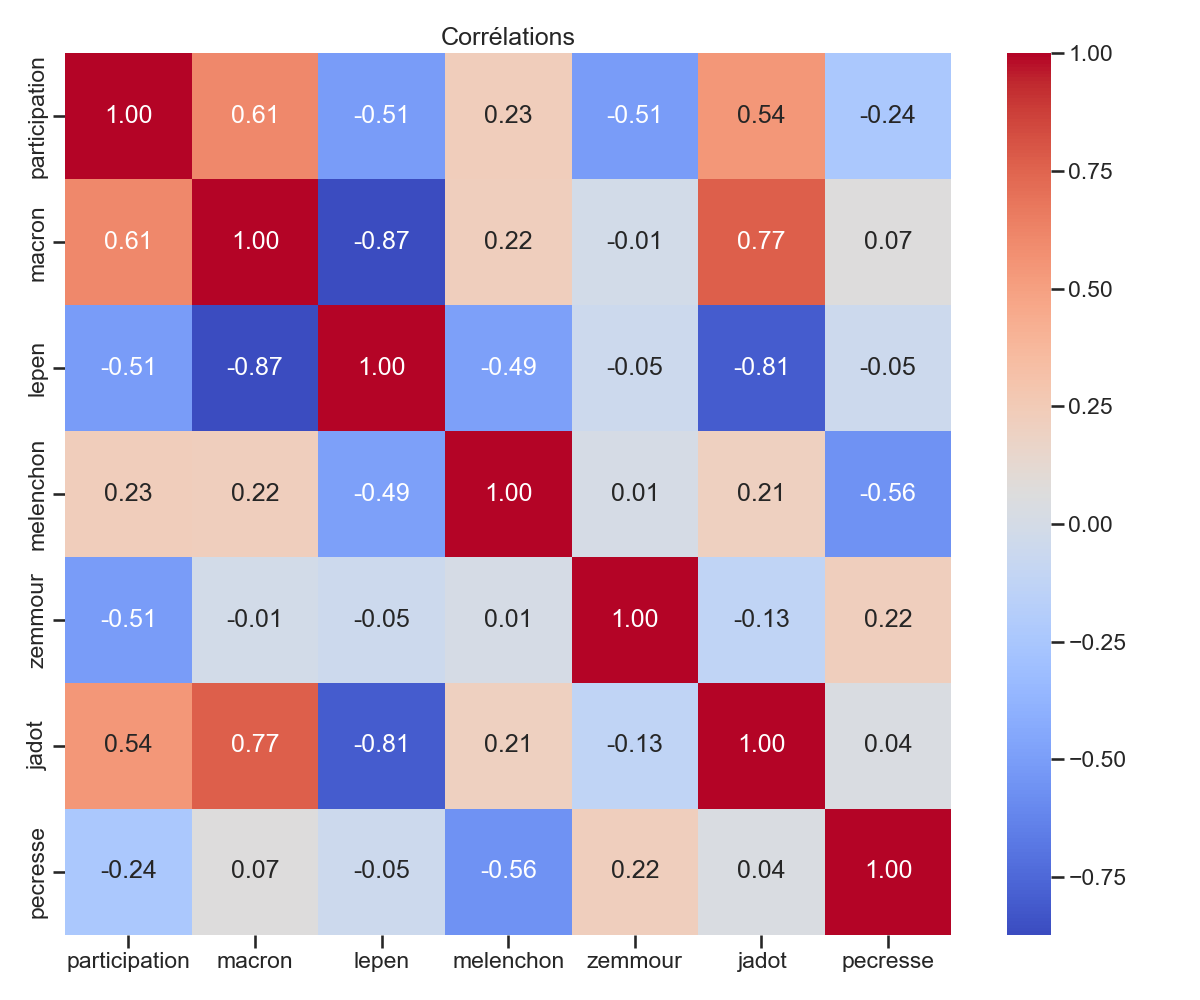 Corrélations
participation 1.00 0.61 -0.51 0.23 -0.51 0.54 -0.24
macron 0.61 1.00 -0.87 0.22 -0.01 0.77 0.07
lepen -0.51 -0.87 1.00 -0.49 -0.05 -0.81 -0.05
melenchon 0.23 0.22 -0.49 1.00 0.01 0.21 -0.56
zemmour -0.51 -0.01 -0.05 0.01 1.00 -0.13 0.22
jadot 0.54 0.77 -0.81 0.21 -0.13 1.00 0.04
pecresse -0.24 0.07 -0.05 -0.56 0.22 0.04 1.00
participation macron lepen melenchon zemmour jadot pecresse
1.00
0.75
0.50
0.25
0.00
−0.25
−0.50
−0.75